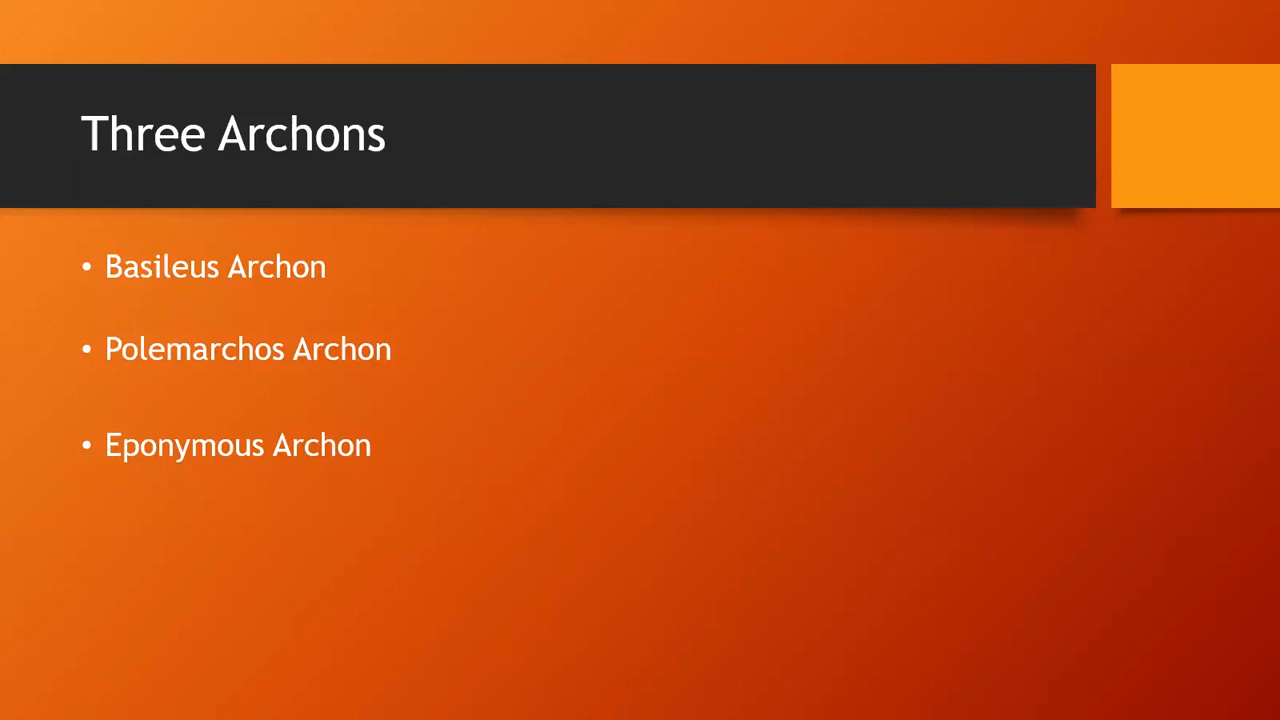 Three Archons
• Basileus Archon
• Polemarchos Archon
• Eponymous Archon